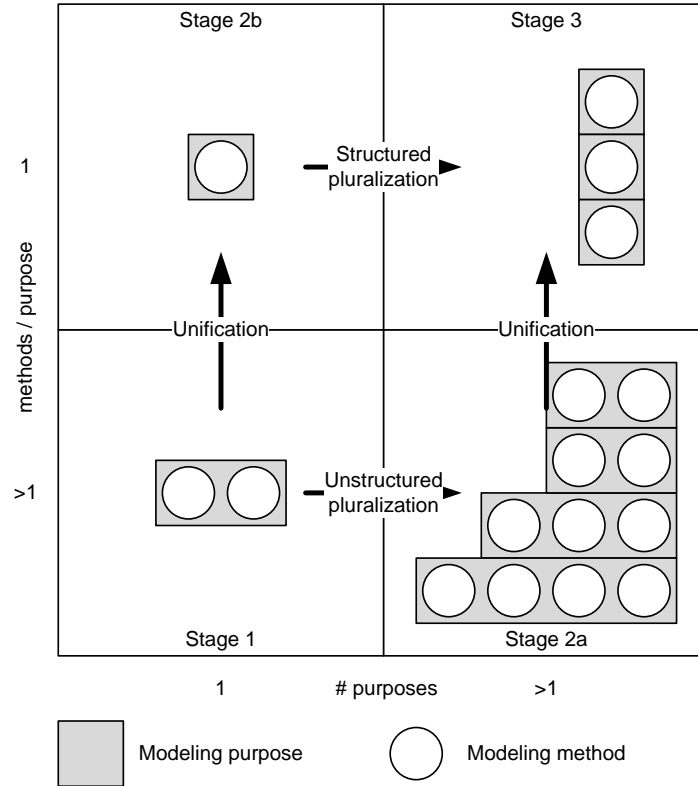 Stage 2b
Stage 3
1
Structured
pluralization
methods / purpose
Unification
Unification
>1
Unstructured
pluralization
Stage 1
Stage 2a
1
# purposes
>1
Modeling purpose
Modeling method